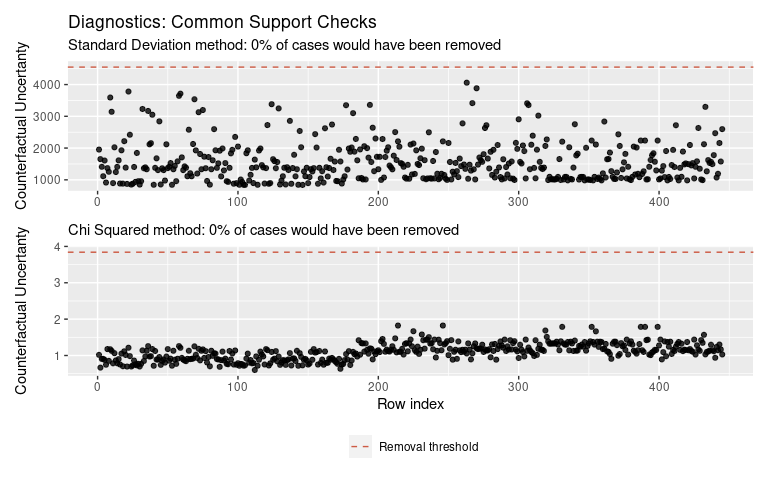 Diagnostics: Common Support Checks
Standard Deviation method: 0% of cases would have been removed
Counterfactual Uncertanty
4000
3000
2000
1000
0
100
200
300
400
Chi Squared method: 0% of cases would have been removed
Counterfactual Uncertanty
4
3
2
1
0
100
200
300
400
Row index
Removal threshold